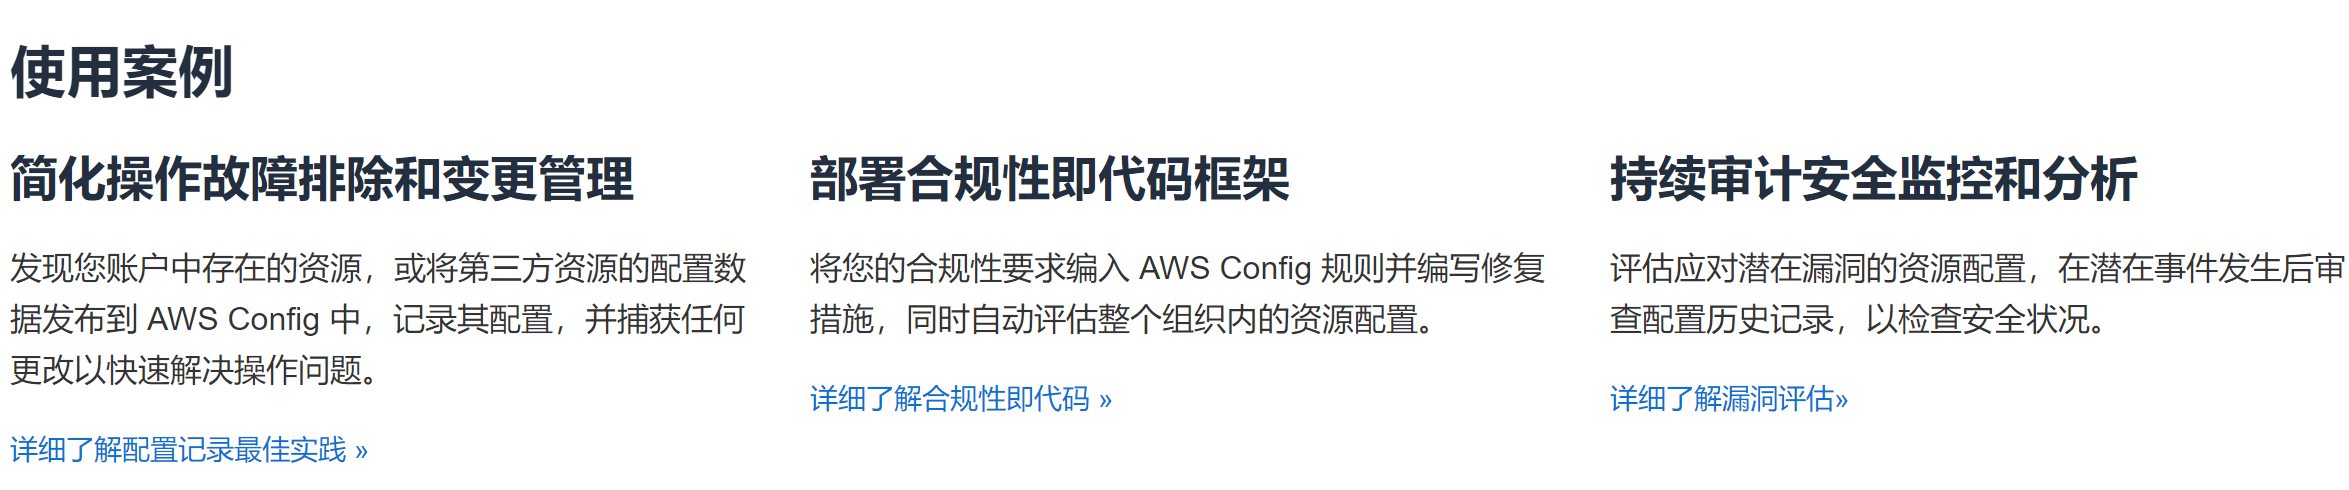 使用案例
简化操作故障排除和变更管理
发现您账户中存在的资源，或将第三方资源的配置数
据发布到 AWS Config 中，记录其配置，并捕获任何
更改以快速解决操作问题。
详细了解配置记录最佳实践 »
部署合规性即代码框架
将您的合规性要求编入 AWS Config 规则并编写修复
措施，同时自动评估整个组织内的资源配置。
详细了解合规性即代码 »
持续审计安全监控和分析
评估应对潜在漏洞的资源配置，在潜在事件发生后审
查配置历史记录，以检查安全状况。
详细了解漏洞评估»